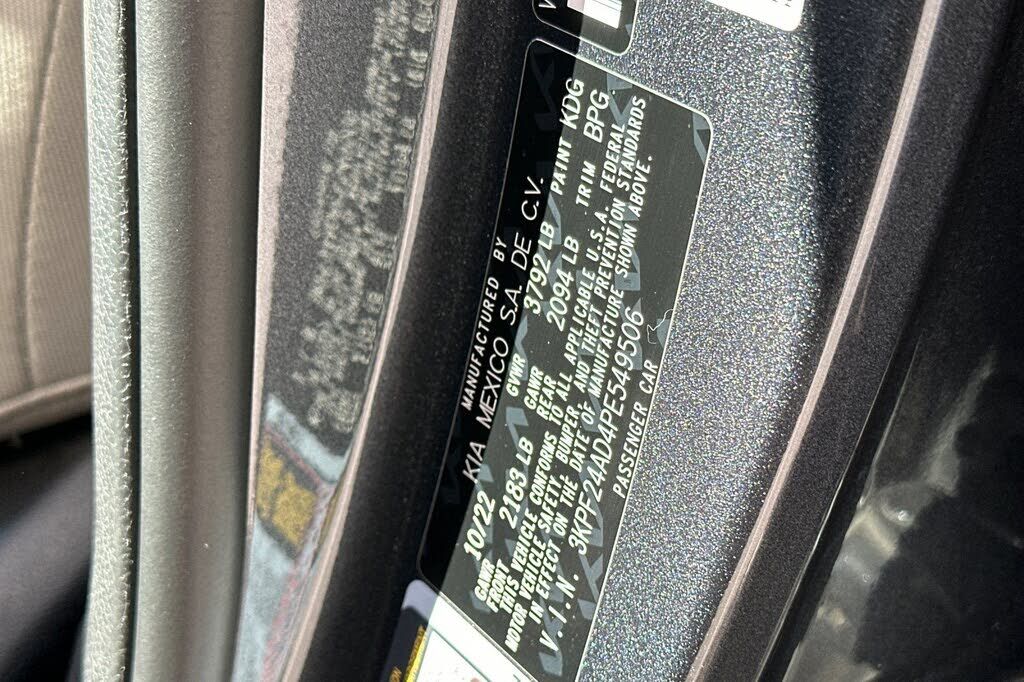 MANUFACTURED BY
KIA MEXICO S.A. DE C.V.
10/22 GVWR 3792 LB PAINT KDG
GAWR FRONT 2183 LB GAWR REAR 2094 LB TRIM BPG
THIS VEHICLE CONFORMS TO ALL APPLICABLE U.S.A. FEDERAL
MOTOR VEHICLE SAFETY, BUMPER, AND THEFT PREVENTION STANDARDS
IN EFFECT ON THE DATE OF MANUFACTURE SHOWN ABOVE.
V.I.N. 3KPF24AD4PE549506
PASSENGER CAR